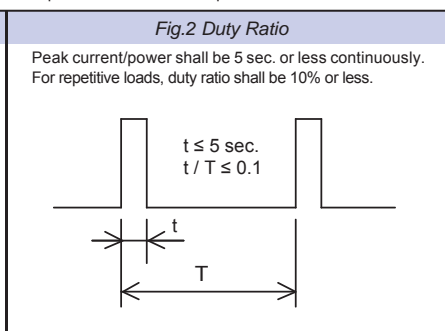 Fig.2 Duty Ratio
Peak current/power shall be 5 sec. or less continuously.
For repetitive loads, duty ratio shall be 10% or less.
t ≤ 5 sec.
t / T ≤ 0.1
t
T